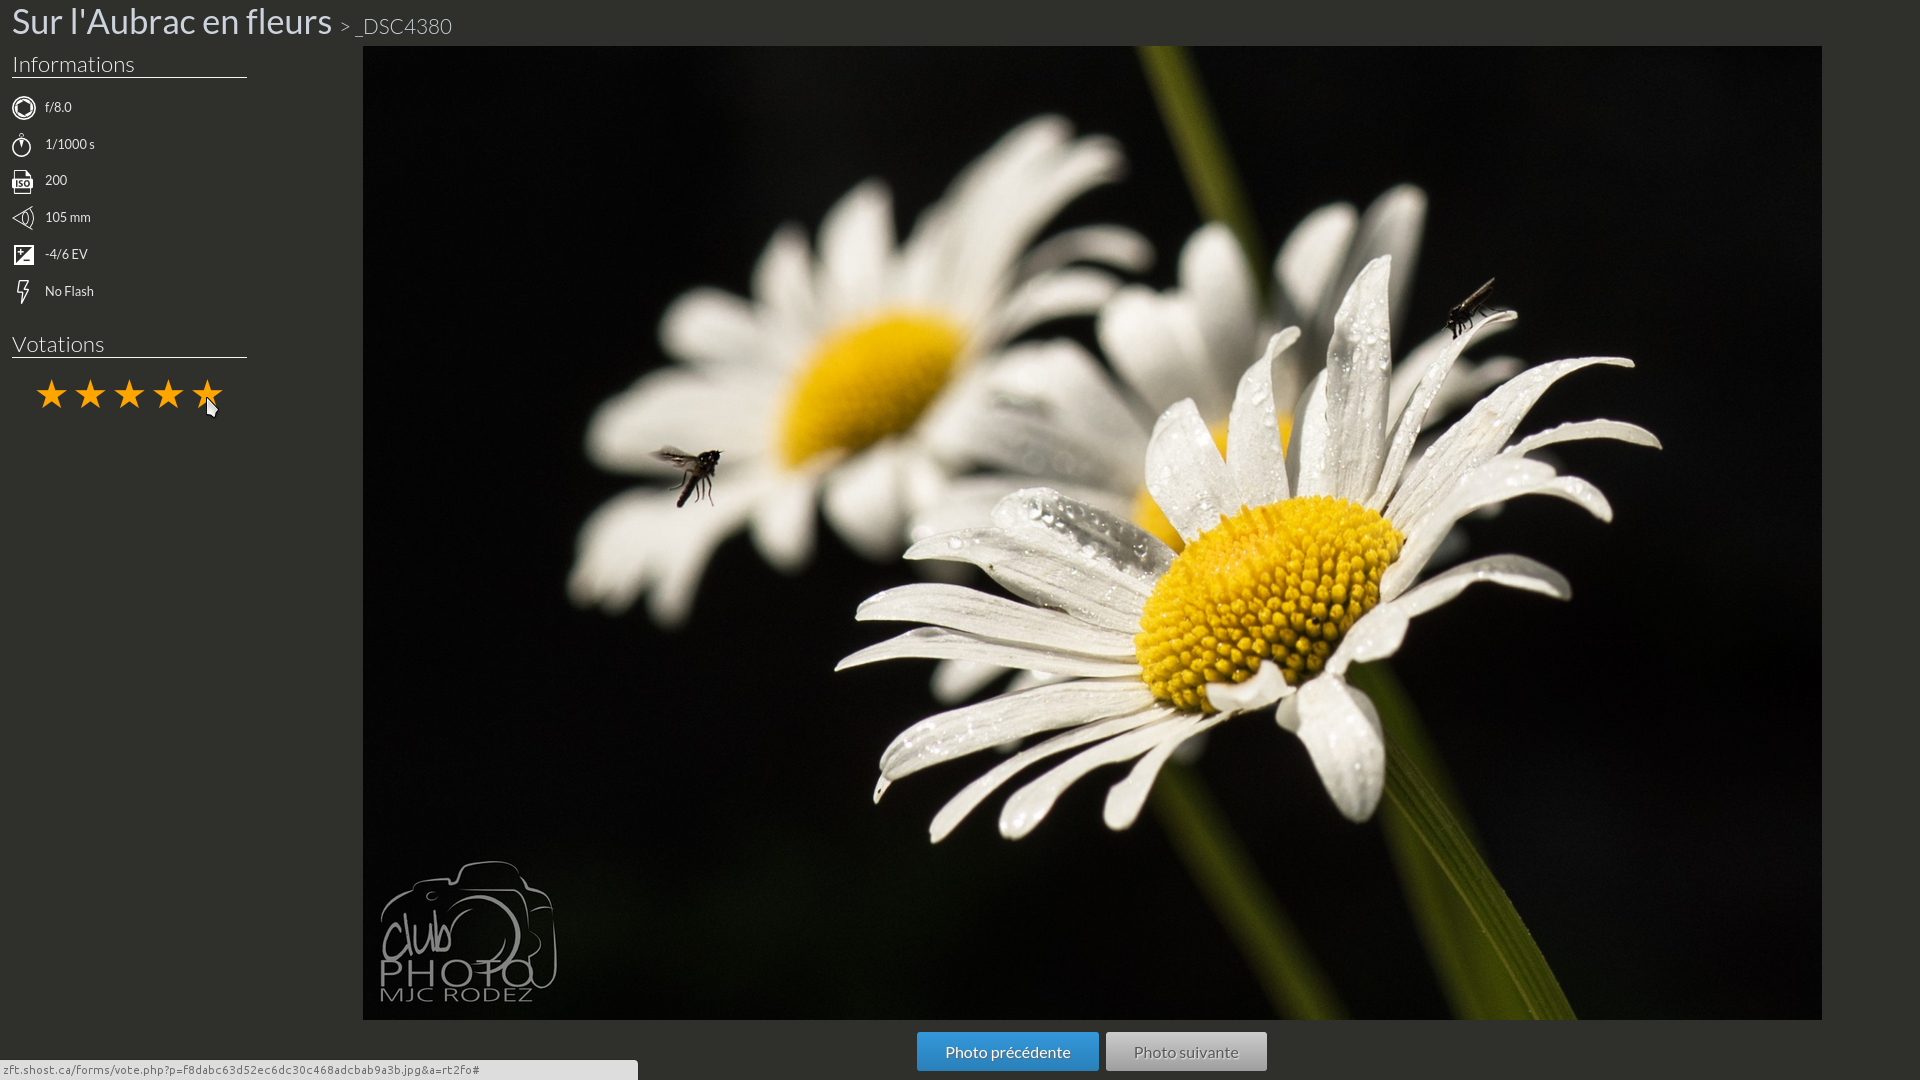 Sur l'Aubrac en fleurs > _DSC4380
Informations
f/8.0
1/1000 s
ISO 200
105 mm
-4/6 EV
No Flash
Votations
club
PHOTO
MJC RODEZ
Photo précédente
Photo suivante
zft.shost.ca/forms/vote.php?p=f8dabc63d52ec6dc30c468adcbab9a3b.jpg&a=rt2fo#